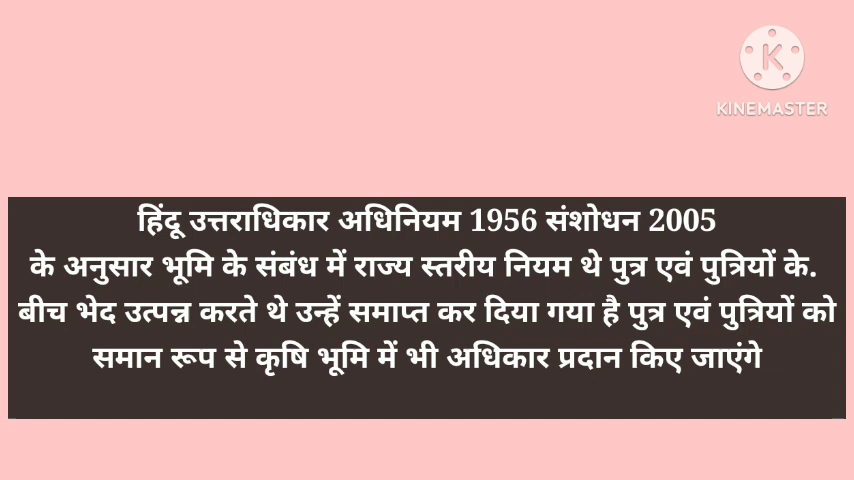 KINEMASTER
हिंदू उत्तराधिकार अधिनियम 1956 संशोधन 2005
के अनुसार भूमि के संबंध में राज्य स्तरीय नियम थे पुत्र एवं पुत्रियों के.
बीच भेद उत्पन्न करते थे उन्हें समाप्त कर दिया गया है पुत्र एवं पुत्रियों को
समान रूप से कृषि भूमि में भी अधिकार प्रदान किए जाएंगे